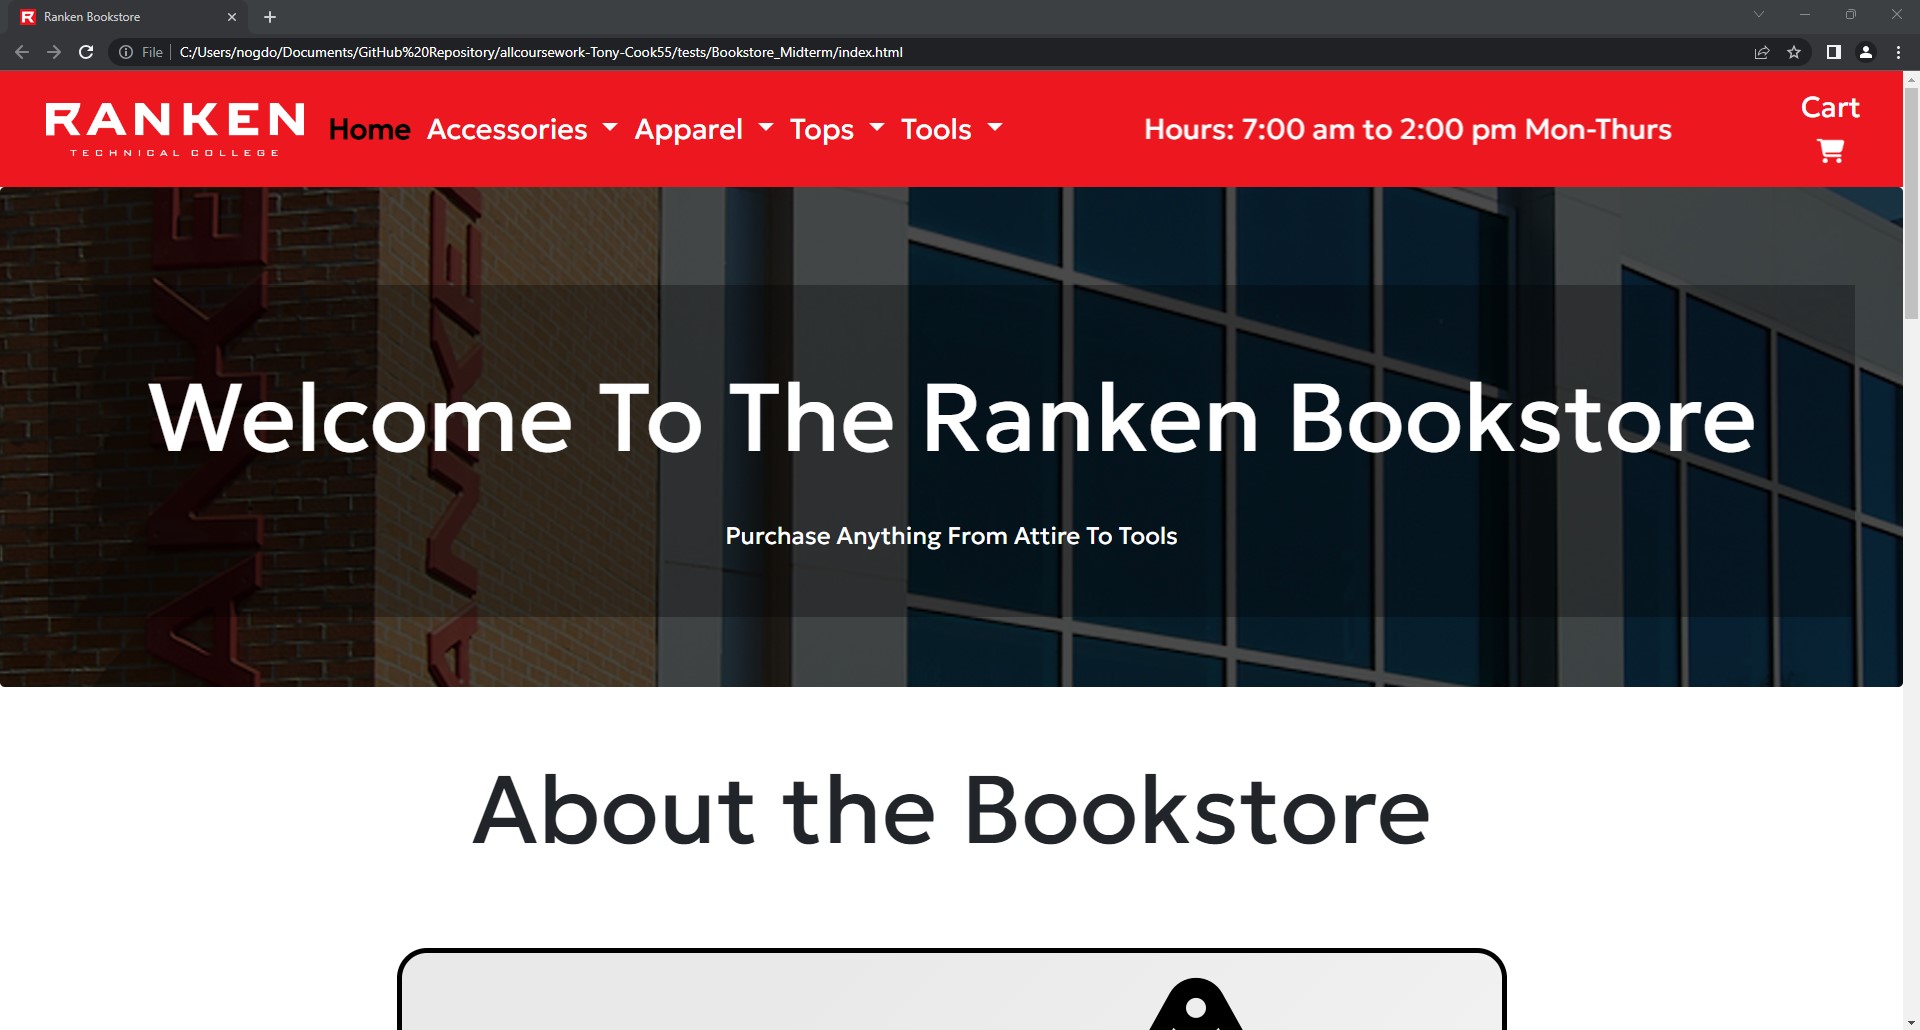 Ranken Bookstore
File C:/Users/nogdo/Documents/GitHub%20Repository/allcoursework-Tony-Cook55/tests/Bookstore_Midterm/index.html
RANKEN
TECHNICAL COLLEGE
Home Accessories Apparel Tops Tools Hours: 7:00 am to 2:00 pm Mon-Thurs
Cart
ANKE
ANKE
Welcome To The Ranken Bookstore
Purchase Anything From Attire To Tools
About the Bookstore